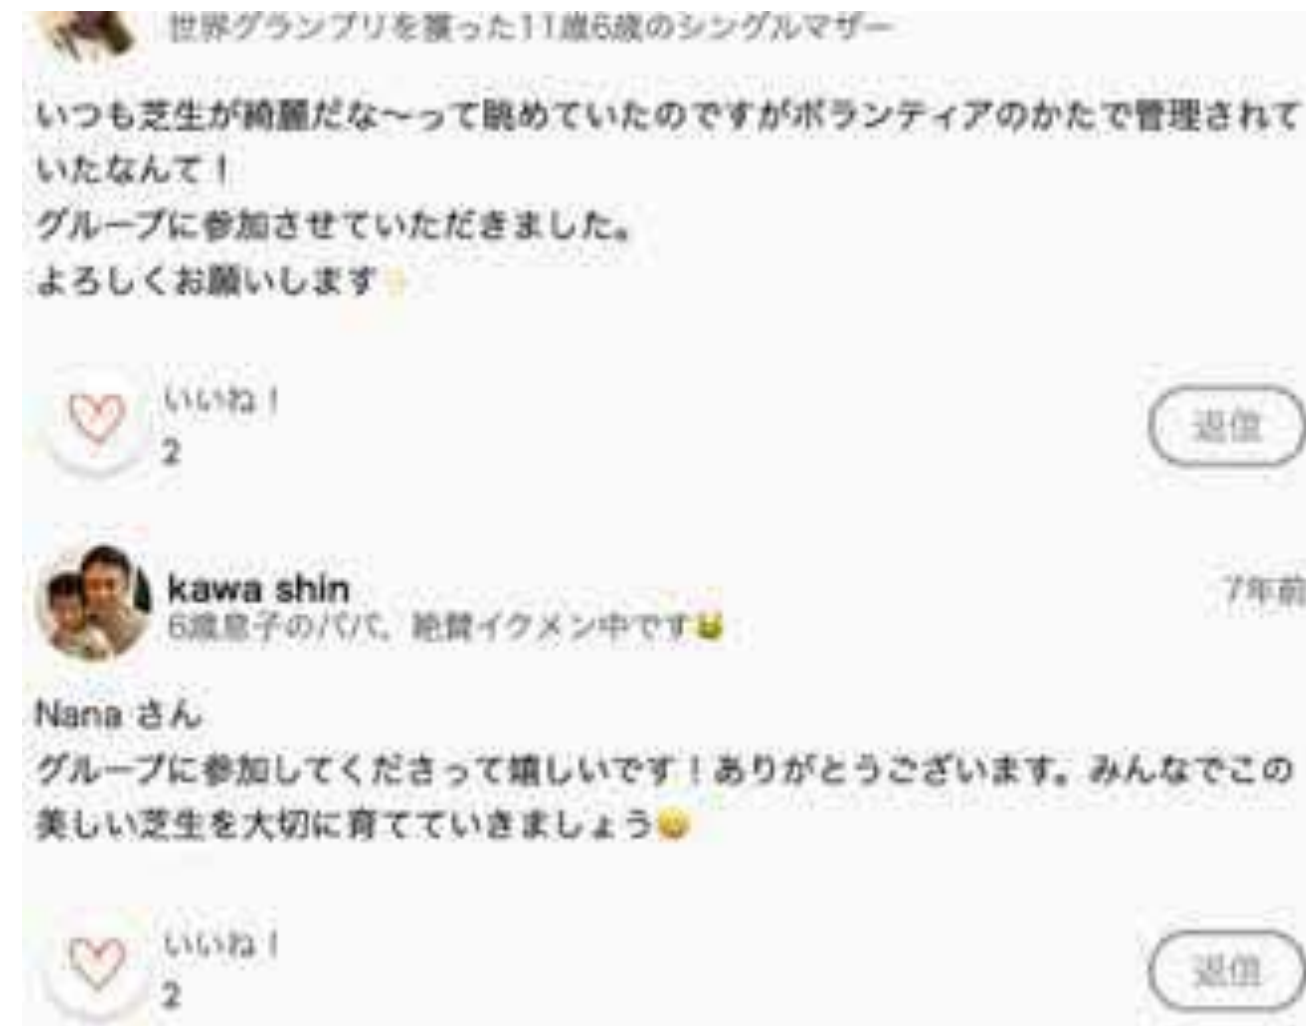 世界グランプリを獲った11歳6歳のシングルマザー
いつも芝生が綺麗だな〜って眺めていたのですがボランティアのかたで管理されて
いたなんて！
グループに参加させていただきました。
よろしくお願いします✨
いいね！
2
返信
kawa shin
7年前
6歳息子のパパ、絶賛イクメン中です
Nana さん
グループに参加してくださって嬉しいです！ありがとうございます。みんなでこの
美しい芝生を大切に育てていきましょう😀
いいね！
2
返信